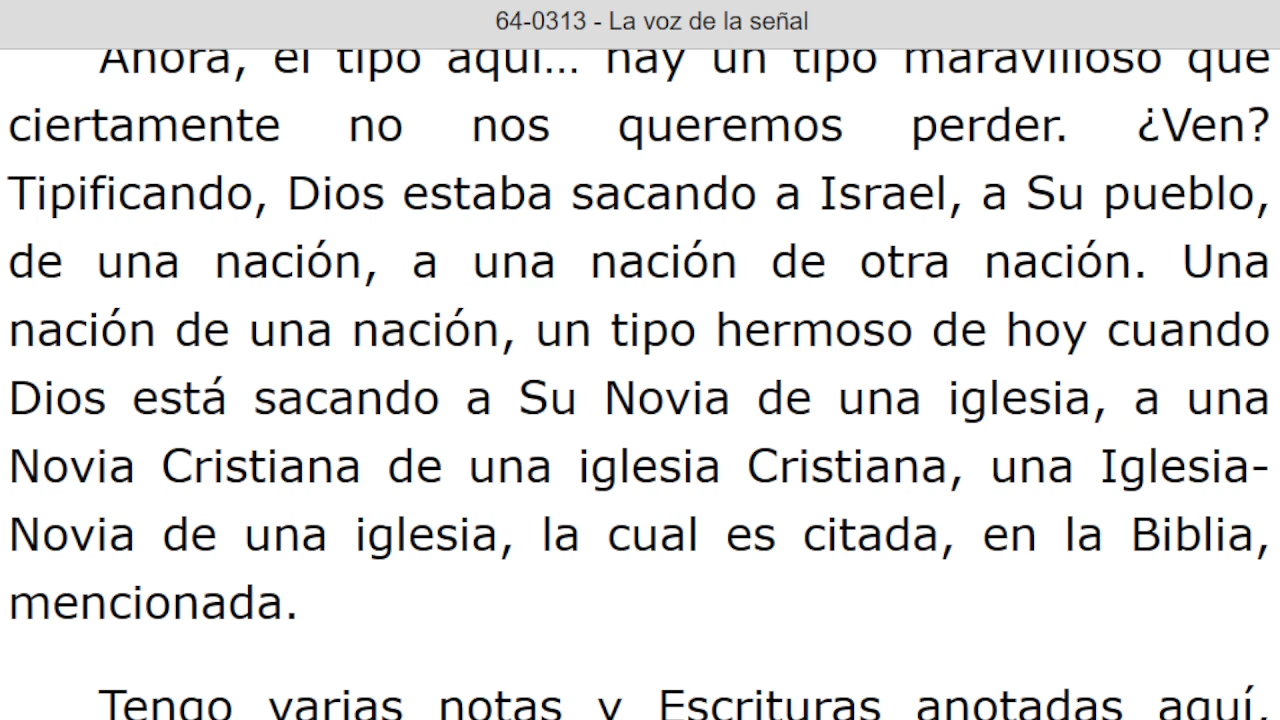 64-0313 - La voz de la señal
Ahora, el tipo aquí... hay un tipo maravilloso que
ciertamente no nos queremos perder. ¿Ven?
Tipificando, Dios estaba sacando a Israel, a Su pueblo,
de una nación, a una nación de otra nación. Una
nación de una nación, un tipo hermoso de hoy cuando
Dios está sacando a Su Novia de una iglesia, a una
Novia Cristiana de una iglesia Cristiana, una Iglesia-
Novia de una iglesia, la cual es citada, en la Biblia,
mencionada.
Tengo varias notas y Escrituras anotadas aquí,